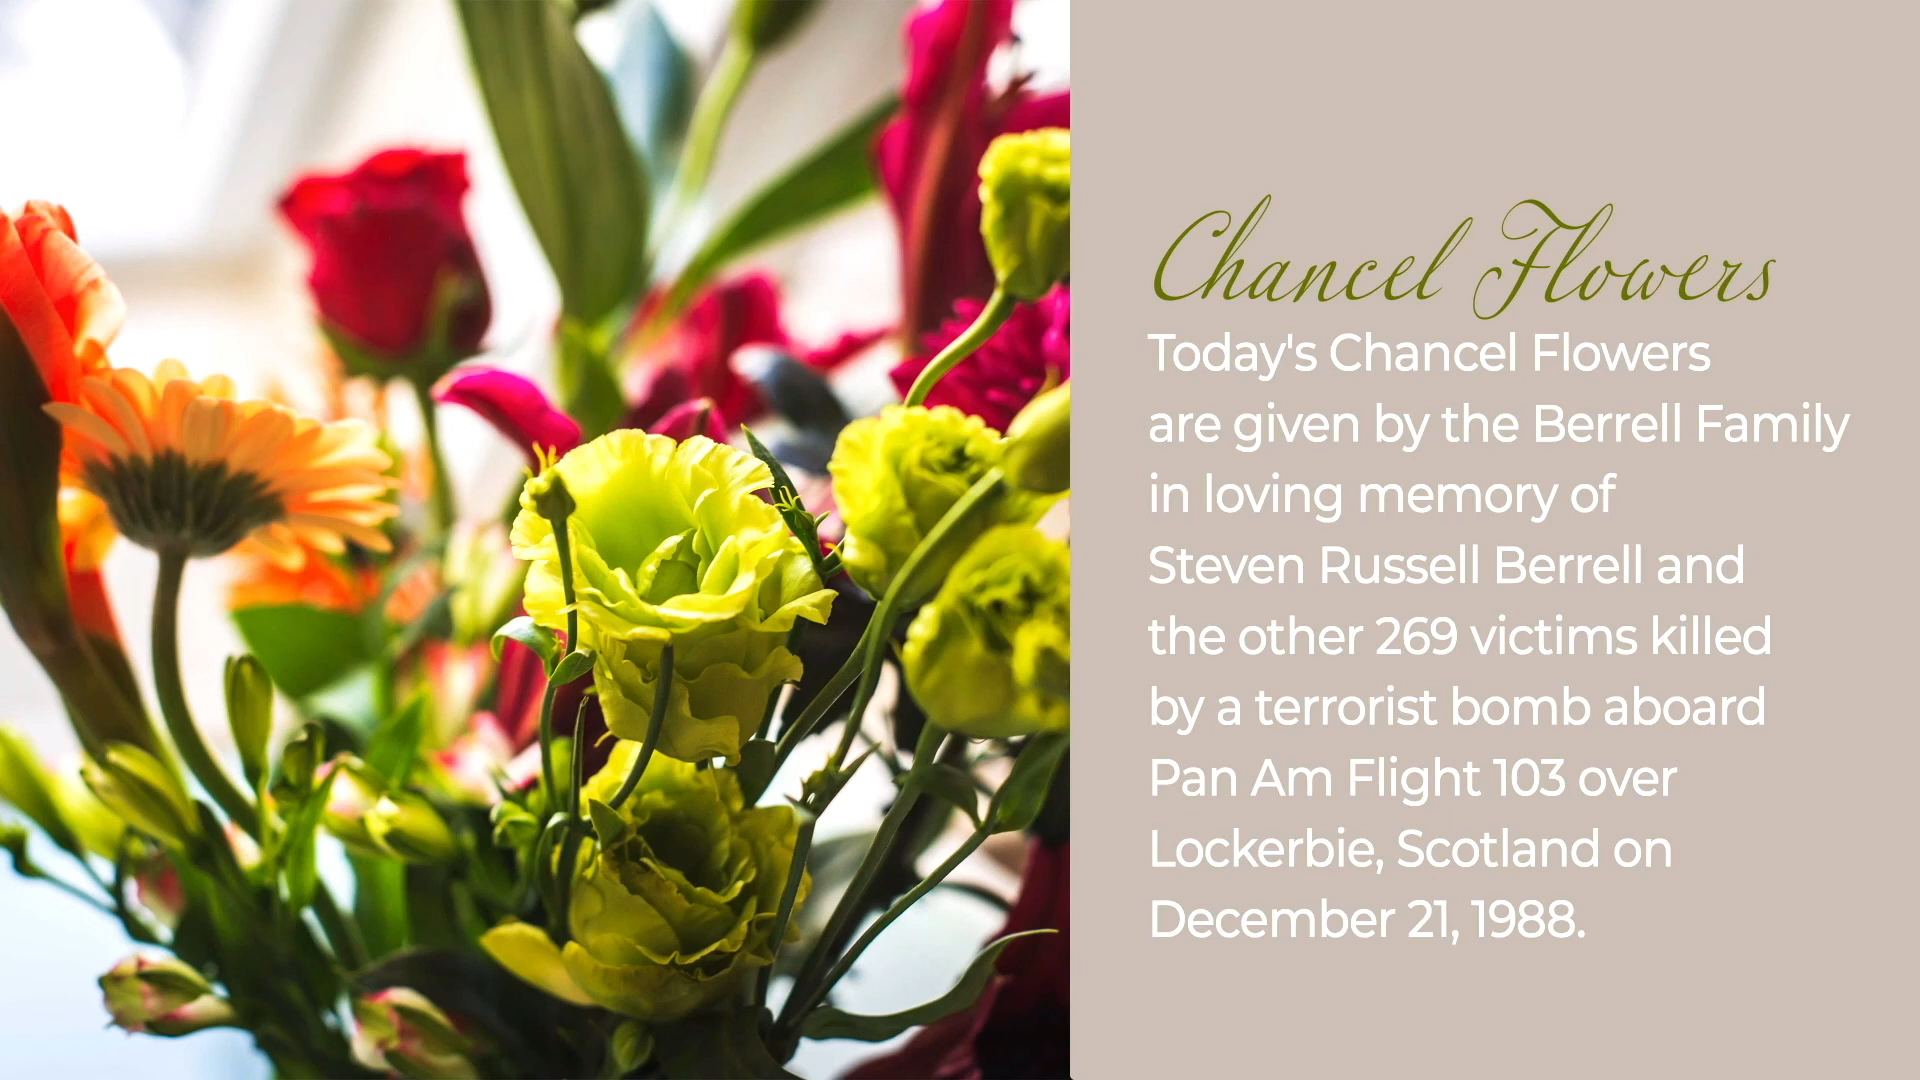 Chancel Flowers
Today's Chancel Flowers
are given by the Berrell Family
in loving memory of
Steven Russell Berrell and
the other 269 victims killed
by a terrorist bomb aboard
Pan Am Flight 103 over
Lockerbie, Scotland on
December 21, 1988.